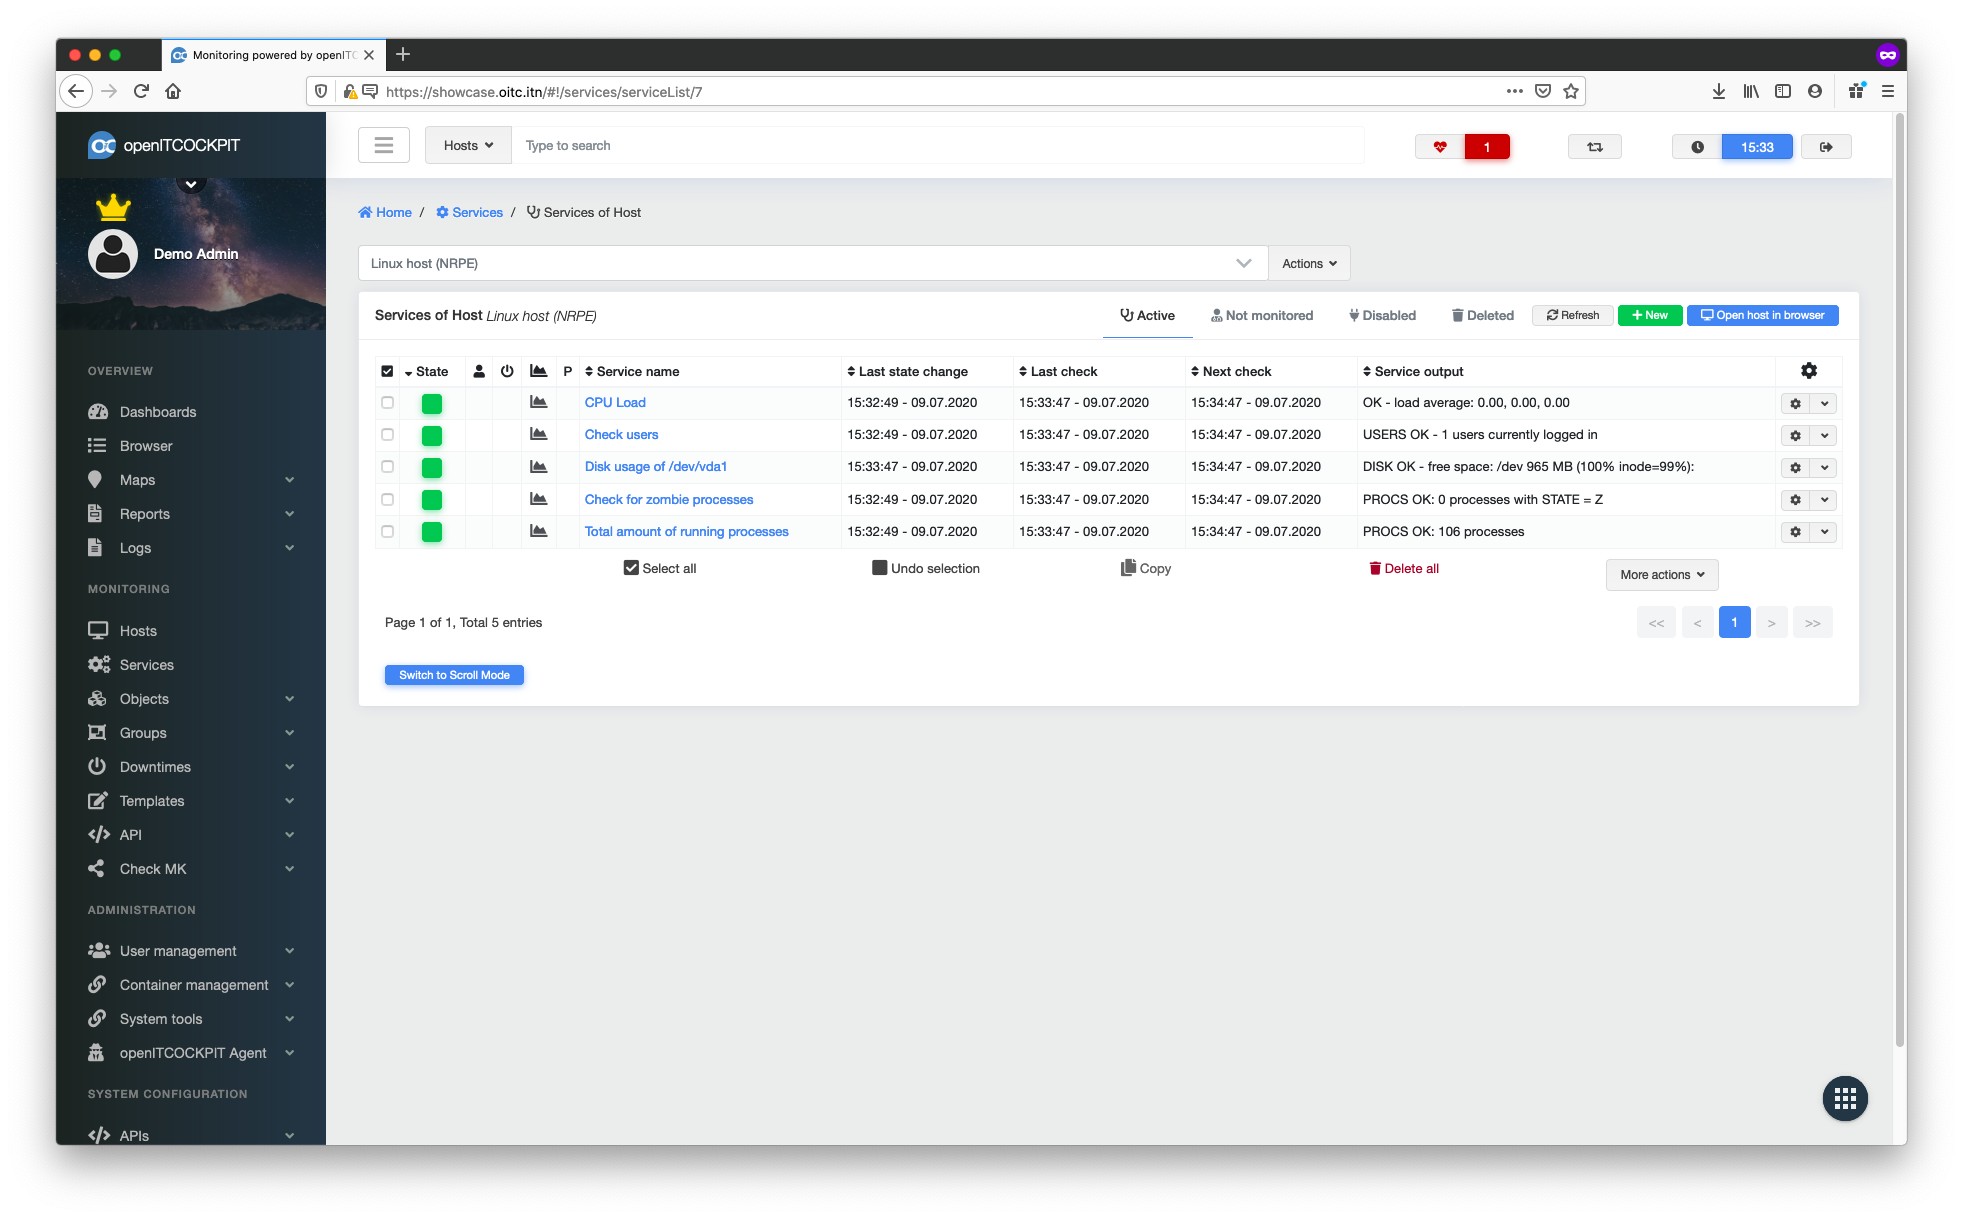 Monitoring powered by openITC
https://showcase.oitc.itn/#!/services/serviceList/7
openITCOCKPIT
Hosts
Type to search
1
15:33
Demo Admin
Home / Services / Services of Host
Linux host (NRPE)
Actions
Services of Host Linux host (NRPE)
Active
Not monitored
Disabled
Deleted
Refresh
New
Open host in browser
State P Service name Last state change Last check Next check Service output
CPU Load 15:32:49 - 09.07.2020 15:33:47 - 09.07.2020 15:34:47 - 09.07.2020 OK - load average: 0.00, 0.00, 0.00
Check users 15:32:49 - 09.07.2020 15:33:47 - 09.07.2020 15:34:47 - 09.07.2020 USERS OK - 1 users currently logged in
Disk usage of /dev/vda1 15:33:47 - 09.07.2020 15:33:47 - 09.07.2020 15:34:47 - 09.07.2020 DISK OK - free space: /dev 965 MB (100% inode=99%):
Check for zombie processes 15:32:49 - 09.07.2020 15:33:47 - 09.07.2020 15:34:47 - 09.07.2020 PROCS OK: 0 processes with STATE = Z
Total amount of running processes 15:32:49 - 09.07.2020 15:33:47 - 09.07.2020 15:34:47 - 09.07.2020 PROCS OK: 106 processes
Select all
Undo selection
Copy
Delete all
More actions
Page 1 of 1, Total 5 entries
<< < 1 > >>
Switch to Scroll Mode
OVERVIEW
Dashboards
Browser
Maps
Reports
Logs
MONITORING
Hosts
Services
Objects
Groups
Downtimes
Templates
API
Check MK
ADMINISTRATION
User management
Container management
System tools
openITCOCKPIT Agent
SYSTEM CONFIGURATION
APIs